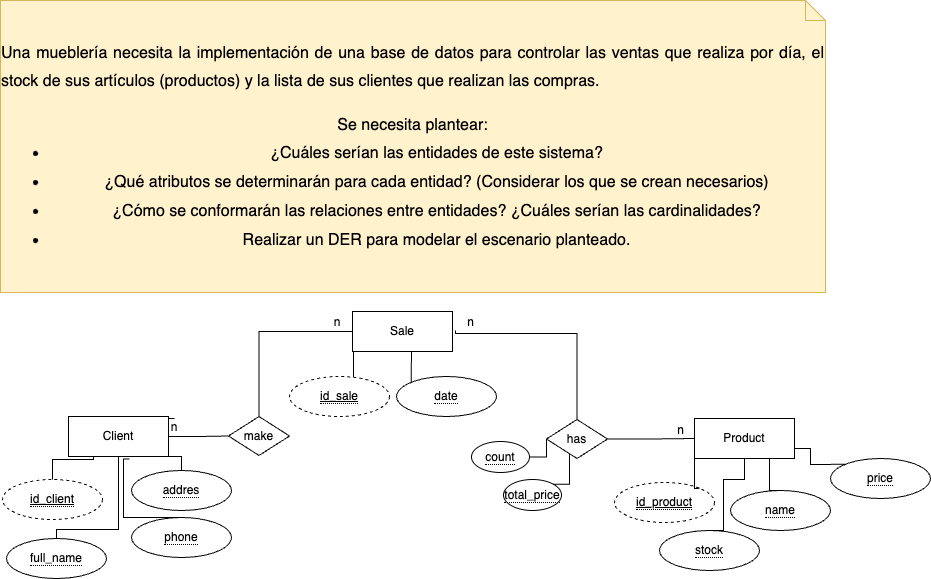 Una mueblería necesita la implementación de una base de datos para controlar las ventas que realiza por día, el
stock de sus artículos (productos) y la lista de sus clientes que realizan las compras.
Se necesita plantear:
• ¿Cuáles serían las entidades de este sistema?
• ¿Qué atributos se determinarán para cada entidad? (Considerar los que se crean necesarios)
• ¿Cómo se conformarán las relaciones entre entidades? ¿Cuáles serían las cardinalidades?
• Realizar un DER para modelar el escenario planteado.
n
Sale
n
id_sale
date
Client
n
make
has
n
Product
count
total_price
id_client
addres
phone
full_name
id_product
price
name
stock